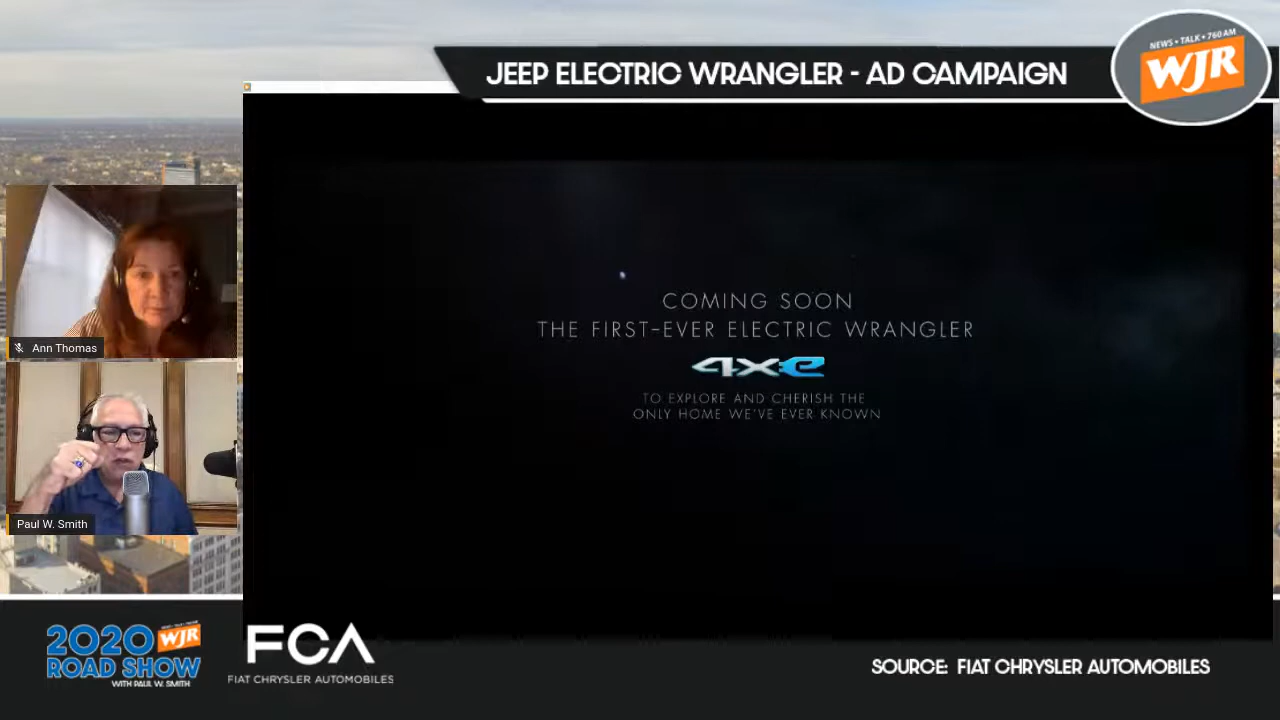 JEEP ELECTRIC WRANGLER - AD CAMPAIGN
NEWS • TALK • 760 AM
WJR
COMING SOON
THE FIRST-EVER ELECTRIC WRANGLER
4xe
TO EXPLORE AND CHERISH THE
ONLY HOME WE'VE EVER KNOWN
Ann Thomas
Paul W. Smith
2020 WJR
ROAD SHOW
WITH PAUL W. SMITH
FCA
FIAT CHRYSLER AUTOMOBILES
SOURCE: FIAT CHRYSLER AUTOMOBILES